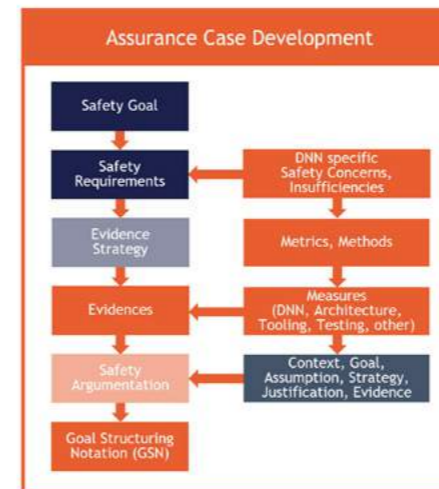 Assurance Case Development
Safety Goal
Safety
Requirements
DNN specific
Safety Concerns,
Insufficiencies
Evidence
Strategy
Metrics, Methods
Evidences
Measures
(DNN, Architecture,
Tooling, Testing, other)
Safety
Argumentation
Context, Goal,
Assumption, Strategy,
Justification, Evidence
Goal Structuring
Notation (GSN)